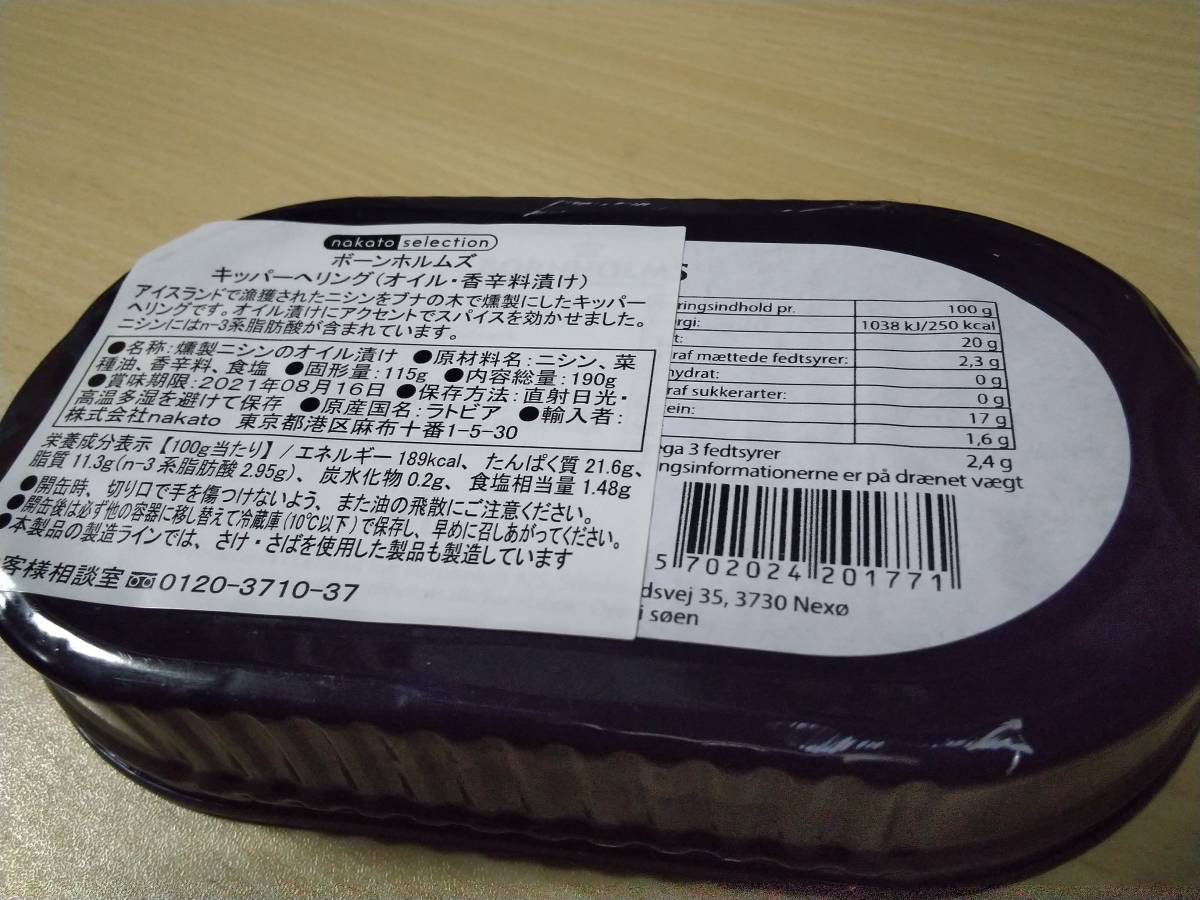 nakato selection
ボーンホルムズ
キッパーヘリング(オイル・香辛料漬け)
アイスランドで漁獲されたニシンをブナの木で燻製にしたキッパー
ヘリングです。オイル漬けにアクセントでスパイスを効かせました。
ニシンにはn-3系脂肪酸が含まれています。
●名称:燻製ニシンのオイル漬け ●原材料名:ニシン、菜
種油、香辛料、食塩 ●固形量:115g ●内容総量:190g
●賞味期限:2021年08月16日 ●保存方法:直射日光・
高温多湿を避けて保存 ●原産国名:ラトビア ●輸入者:
株式会社nakato 東京都港区麻布十番1-5-30
栄養成分表示【100g当たり】/エネルギー 189kcal、たんぱく質 21.6g、
脂質 11.3g(n-3系脂肪酸 2.95g)、炭水化物 0.2g、食塩相当量 1.48g
●開缶時、切り口で手を傷つけないよう、また油の飛散にご注意ください。
●開缶後は必ず他の容器に移し替えて冷蔵庫(10℃以下)で保存し、早めに召しあがってください。
●本製品の製造ラインでは、さけ・さばを使用した製品も製造しています
客様相談室 0120-3710-37
S
ringsindhold pr. 100 g
rgi: 1038 kJ/250 kcal
t: 20 g
raf mættede fedtsyrer: 2,3 g
ydrat: 0 g
raf sukkerarter: 0 g
ein: 17 g
1,6 g
ega 3 fedtsyrer 2,4 g
ngsinformationerne er på drænet vægt
5 702024 201771
dsvej 35, 3730 Nexø
i søen